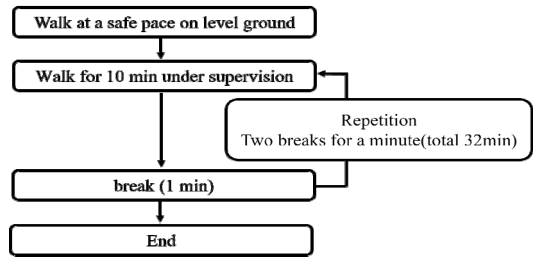 Walk at a safe pace on level ground
Walk for 10 min under supervision
Repetition
Two breaks for a minute(total 32min)
break (1 min)
End